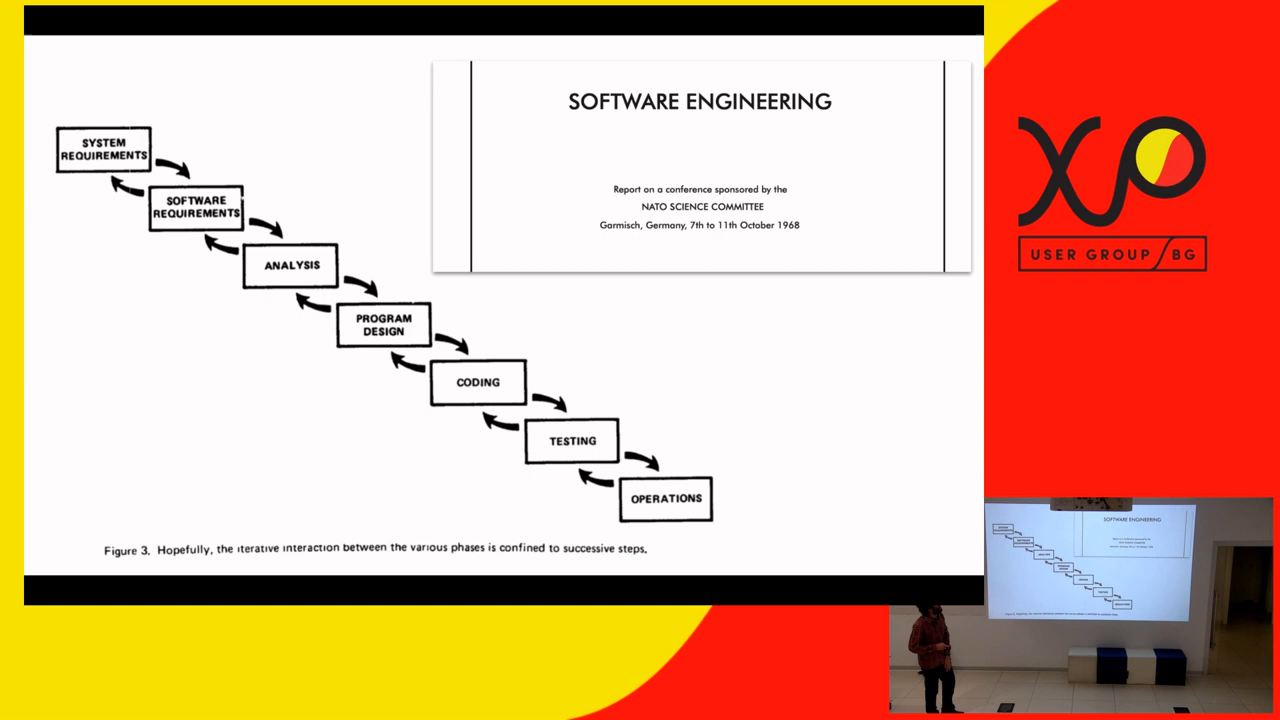 SOFTWARE ENGINEERING
Report on a conference sponsored by the
NATO SCIENCE COMMITTEE
Garmisch, Germany, 7th to 11th October 1968
SYSTEM
REQUIREMENTS
SOFTWARE
REQUIREMENTS
ANALYSIS
PROGRAM
DESIGN
CODING
TESTING
OPERATIONS
Figure 3. Hopefully, the iterative interaction between the various phases is confined to successive steps.
XP
USER GROUP BG
SOFTWARE ENGINEERING